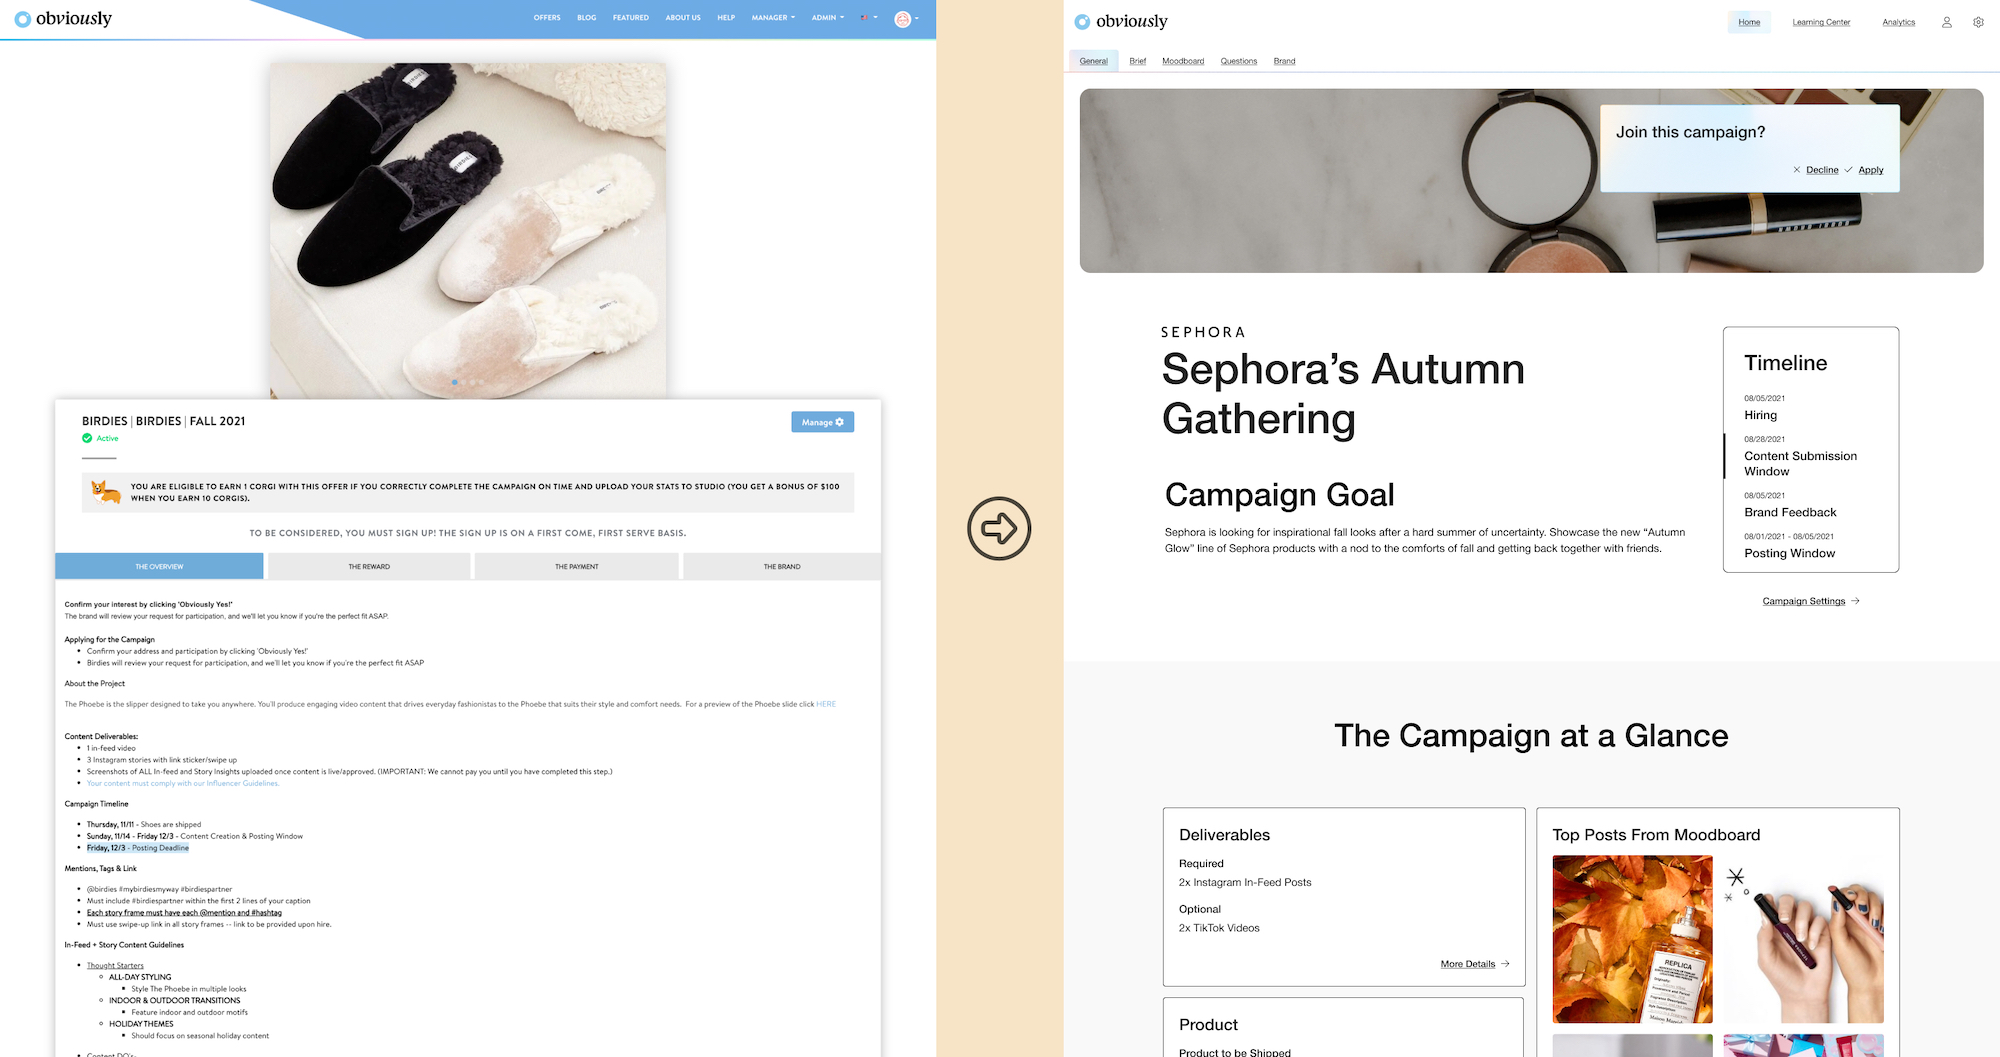 obviously
OFFERS BLOG FEATURED ABOUT US HELP MANAGER ADMIN
BIRDIES
BIRDIES
BIRDIES | BIRDIES | FALL 2021
Active
Manage
YOU ARE ELIGIBLE TO EARN 1 CORGI WITH THIS OFFER IF YOU CORRECTLY COMPLETE THE CAMPAIGN ON TIME AND UPLOAD YOUR STATS TO STUDIO (YOU GET A BONUS OF $100
WHEN YOU EARN 10 CORGIS).
TO BE CONSIDERED, YOU MUST SIGN UP! THE SIGN UP IS ON A FIRST COME, FIRST SERVE BASIS.
THE OVERVIEW THE REWARD THE PAYMENT THE BRAND
Confirm your interest by clicking 'Obviously Yes!'
The brand will review your request for participation, and we'll let you know if you're the perfect fit ASAP.
Applying for the Campaign
Confirm your address and participation by clicking 'Obviously Yes!'
Birdies will review your request for participation, and we'll let you know if you're the perfect fit ASAP
About the Project
The Phoebe is the slipper designed to take you anywhere. You'll produce engaging video content that drives everyday fashionistas to the Phoebe that suits their style and comfort needs. For a preview of the Phoebe slide click HERE
Content Deliverables:
1 in-feed video
3 Instagram stories with link sticker/swipe up
Screenshots of ALL In-feed and Story Insights uploaded once content is live/approved. (IMPORTANT: We cannot pay you until you have completed this step.)
Your content must comply with our Influencer Guidelines.
Campaign Timeline
Thursday, 11/11 - Shoes are shipped
Sunday, 11/14 - Friday 12/3 - Content Creation & Posting Window
Friday, 12/3 - Posting Deadline
Mentions, Tags & Link
@birdies #mybirdiesmyway #birdiespartner
Must include #birdiespartner within the first 2 lines of your caption
Each story frame must have each @mention and #hashtag
Must use swipe-up link in all story frames -- link to be provided upon hire.
In-Feed + Story Content Guidelines
Thought Starters
ALL-DAY STYLING
Style The Phoebe in multiple looks
INDOOR & OUTDOOR TRANSITIONS
Feature indoor and outdoor motifs
HOLIDAY THEMES
Should focus on seasonal holiday content
Content DO's:
obviously
Home Learning Center Analytics
General Brief Moodboard Questions Brand
Join this campaign?
Decline Apply
SEPHORA
Sephora's Autumn
Gathering
Campaign Goal
Sephora is looking for inspirational fall looks after a hard summer of uncertainty. Showcase the new “Autumn
Glow” line of Sephora products with a nod to the comforts of fall and getting back together with friends.
Timeline
08/05/2021
Hiring
08/28/2021
Content Submission
Window
08/05/2021
Brand Feedback
08/01/2021 - 08/05/2021
Posting Window
Campaign Settings
The Campaign at a Glance
Deliverables
Required
2x Instagram In-Feed Posts
Optional
2x TikTok Videos
More Details
Product
Product to be Shipped
Top Posts From Moodboard
REPLICA